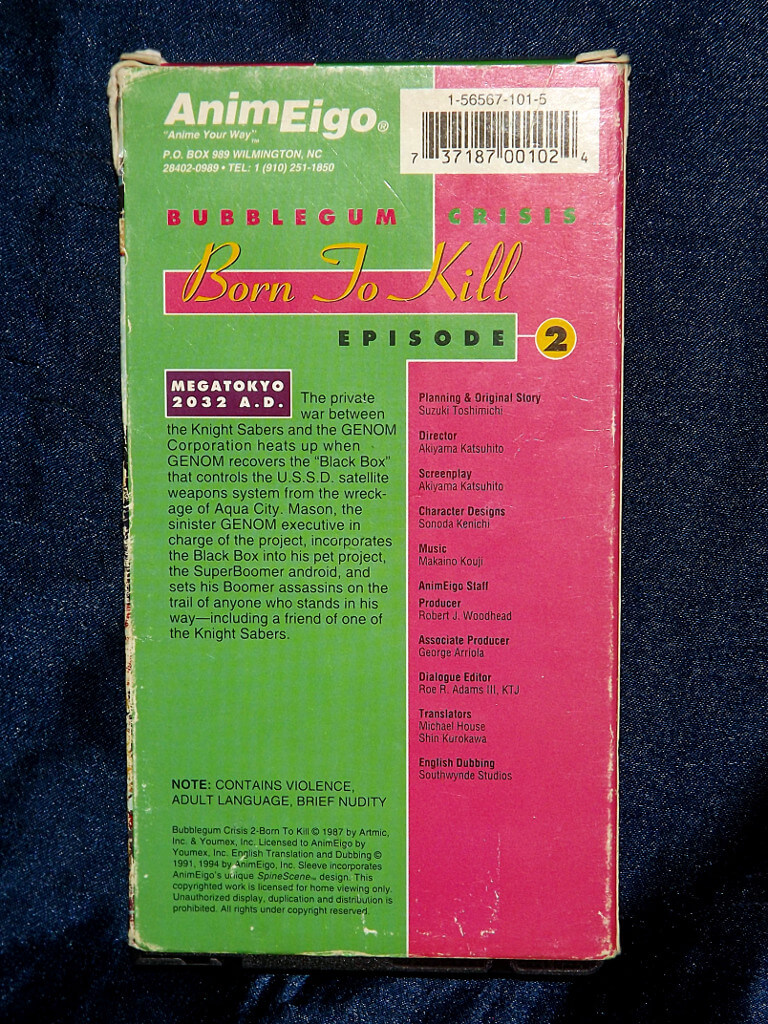 AnimEigo®
"Anime Your Way"™
P.O. BOX 989 WILMINGTON, NC
28402-0989 • TEL: 1 (910) 251-1850
1-56567-101-5
7 37187 00102 4
BUBBLEGUM CRISIS
Born To Kill
EPISODE 2
MEGATOKYO
2032 A.D.
The private
war between
the Knight Sabers and the GENOM
Corporation heats up when
GENOM recovers the "Black Box"
that controls the U.S.S.D. satellite
weapons system from the wreck-
age of Aqua City. Mason, the
sinister GENOM executive in
charge of the project, incorporates
the Black Box into his pet project,
the SuperBoomer android, and
sets his Boomer assassins on the
trail of anyone who stands in his
way—including a friend of one of
the Knight Sabers.
NOTE: CONTAINS VIOLENCE,
ADULT LANGUAGE, BRIEF NUDITY
Bubblegum Crisis 2-Born To Kill © 1987 by Artmic,
Inc. & Youmex, Inc. Licensed to AnimEigo by
Youmex, Inc. English Translation and Dubbing ©
1991, 1994 by AnimEigo, Inc. Sleeve incorporates
AnimEigo's unique SpineScene™ design. This
copyrighted work is licensed for home viewing only.
Unauthorized display, duplication and distribution is
prohibited. All rights under copyright reserved.
Planning & Original Story
Suzuki Toshimichi
Director
Akiyama Katsuhito
Screenplay
Akiyama Katsuhito
Character Designs
Sonoda Kenichi
Music
Makaino Kouji
AnimEigo Staff
Producer
Robert J. Woodhead
Associate Producer
George Arriola
Dialogue Editor
Roe R. Adams III, KTJ
Translators
Michael House
Shin Kurokawa
English Dubbing
Southwynde Studios